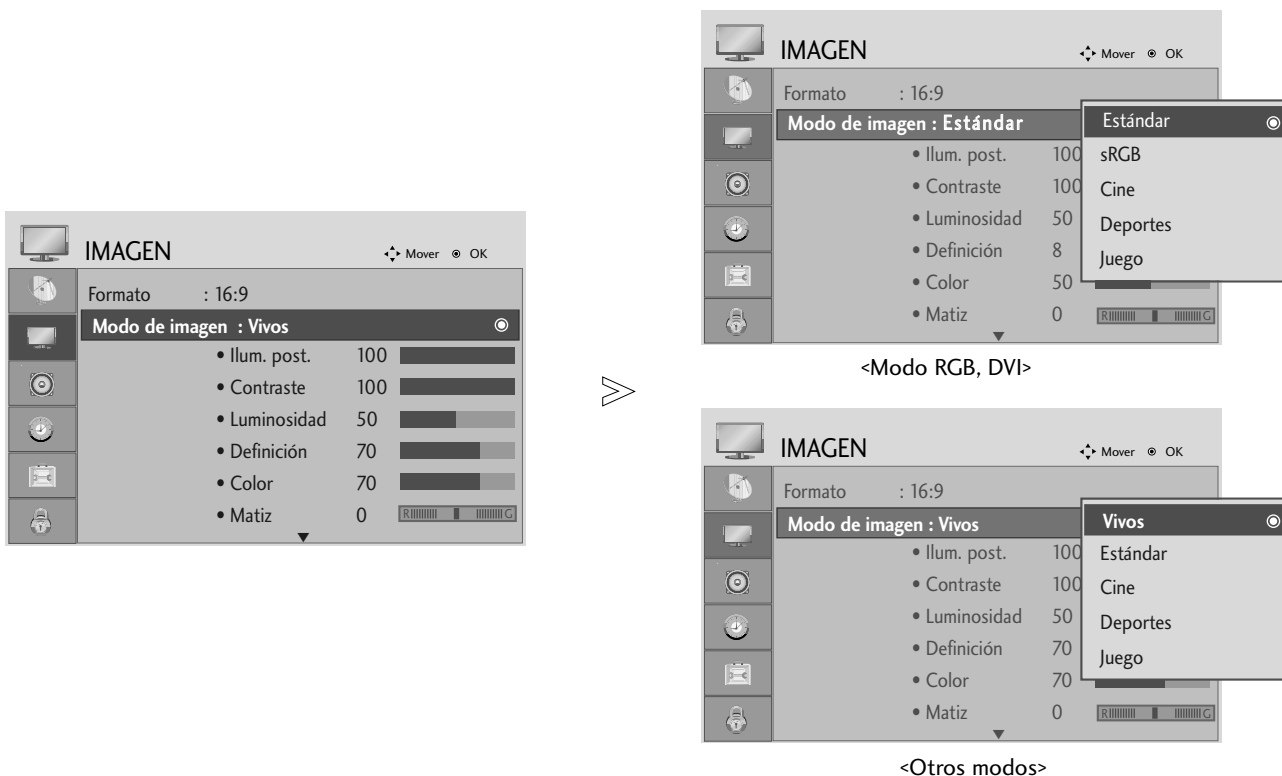 IMAGEN
Mover OK
Formato : 16:9
Modo de imagen : Vivos
• Ilum. post. 100
• Contraste 100
• Luminosidad 50
• Definición 70
• Color 70
• Matiz 0 R G
IMAGEN
Mover OK
Formato : 16:9
Modo de imagen : Estándar
• Ilum. post. 100
• Contraste 100
• Luminosidad 50
• Definición 8
• Color 50
• Matiz 0 R G
Estándar
sRGB
Cine
Deportes
Juego
<Modo RGB, DVI>
IMAGEN
Mover OK
Formato : 16:9
Modo de imagen : Vivos
• Ilum. post. 100
• Contraste 100
• Luminosidad 50
• Definición 70
• Color 70
• Matiz 0 R G
Vivos
Estándar
Cine
Deportes
Juego
<Otros modos>